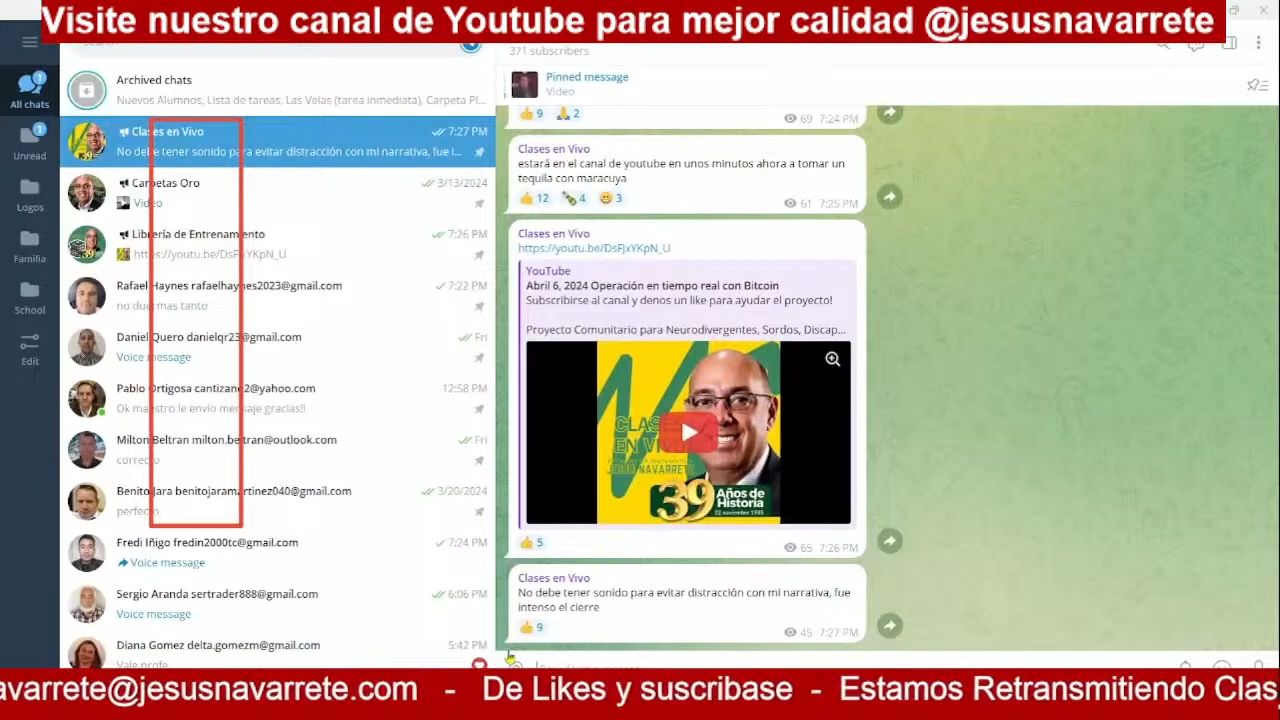 Visite nuestro canal de Youtube para mejor calidad @jesusnavarrete
371 subscribers
Pinned message
Video
All chats
Unread
Logos
Familia
School
Edit
Archived chats
Nuevos Alumnos, Lista de tareas, Las Velas (tarea inmediata), Carpeta Pl...
Clases en Vivo 7:27 PM
No debe tener sonido para evitar distracción con mi narrativa, fue i...
Carpetas Oro 3/13/2024
Video
Librería de Entrenamento 7:26 PM
https://youtu.be/DsFJxYKpN_U
Rafael Haynes rafaelhaynes2023@gmail.com 7:22 PM
no due mas tanto
Daniel Quero danielqr23@gmail.com Fri
Voice message
Pablo Ortigosa cantizano2@yahoo.com 12:58 PM
Ok maestro le envio mensaje gracias!!
Milton Beltran milton.beltran@outlook.com Fri
correcto
Benito Jara benitojaramartinez040@gmail.com 3/20/2024
perfecto
Fredi Iñigo fredin2000tc@gmail.com 7:24 PM
Voice message
Sergio Aranda sertrader888@gmail.com 6:06 PM
Voice message
Diana Gomez delta.gomezm@gmail.com 5:42 PM
Vale profe
9 2 69 7:24 PM
Clases en Vivo
estará en el canal de youtube en unos minutos ahora a tomar un
tequila con maracuya
12 4 3 61 7:25 PM
Clases en Vivo
https://youtu.be/DsFJxYKpN_U
YouTube
Abril 6, 2024 Operación en tiempo real con Bitcoin
Subscribirse al canal y denos un like para ayudar el proyecto!
Proyecto Comunitario para Neurodivergentes, Sordos, Discap...
CLASES
EN VIVO
JESUS NAVARRETE
39 Años de
Historia
22 noviembre 1985
5 65 7:26 PM
Clases en Vivo
No debe tener sonido para evitar distracción con mi narrativa, fue
intenso el cierre
9 45 7:27 PM
avarrete@jesusnavarrete.com - De Likes y suscribase - Estamos Retransmitiendo Clas